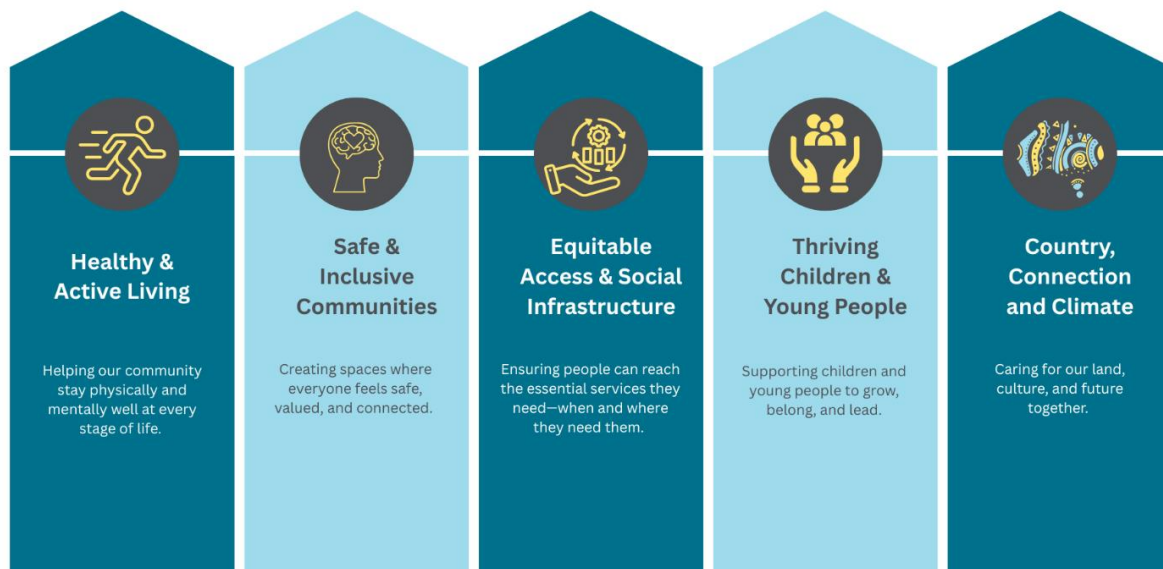 Healthy &
Active Living
Helping our community
stay physically and
mentally well at every
stage of life.
Safe &
Inclusive
Communities
Creating spaces where
everyone feels safe,
valued, and connected.
Equitable
Access & Social
Infrastructure
Ensuring people can reach
the essential services they
need—when and where
they need them.
Thriving
Children &
Young People
Supporting children and
young people to grow,
belong, and lead.
Country,
Connection
and Climate
Caring for our land,
culture, and future
together.